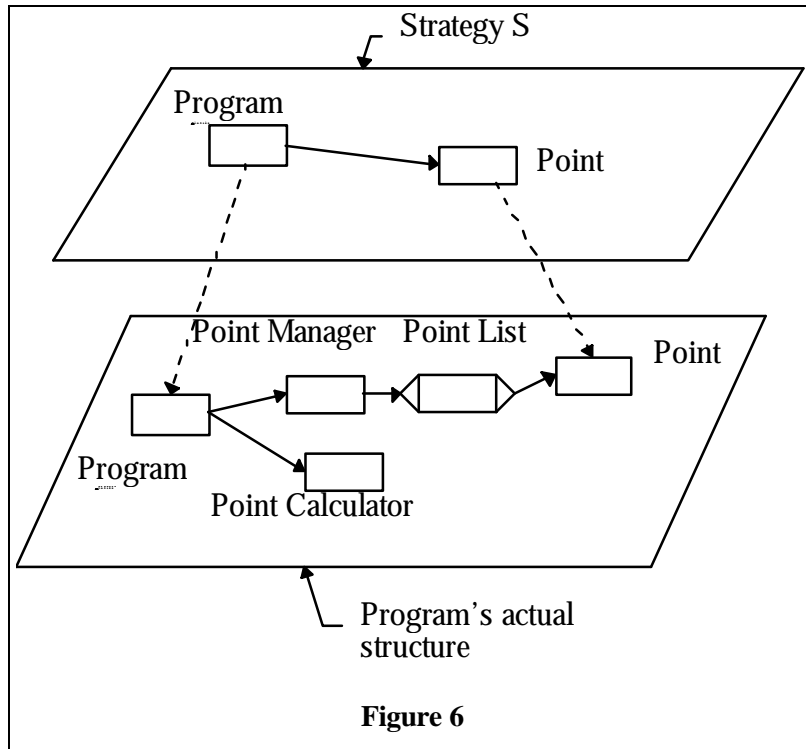 Strategy S
Program
Point
Point Manager Point List
Point
Program
Point Calculator
Program's actual
structure
Figure 6